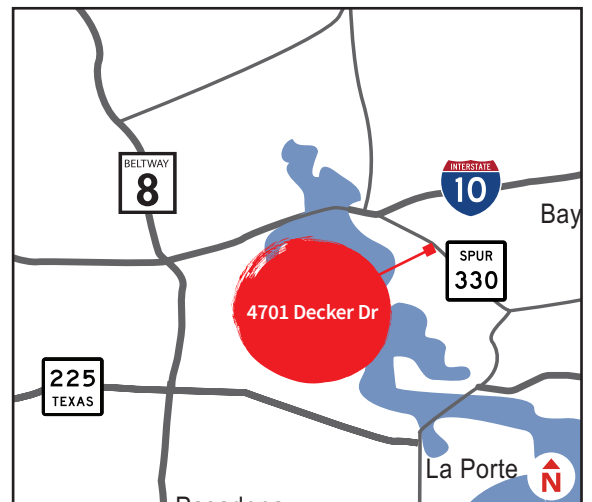 BELTWAY
8
INTERSTATE
10
Bay
SPUR
330
4701 Decker Dr
225
TEXAS
La Porte
N